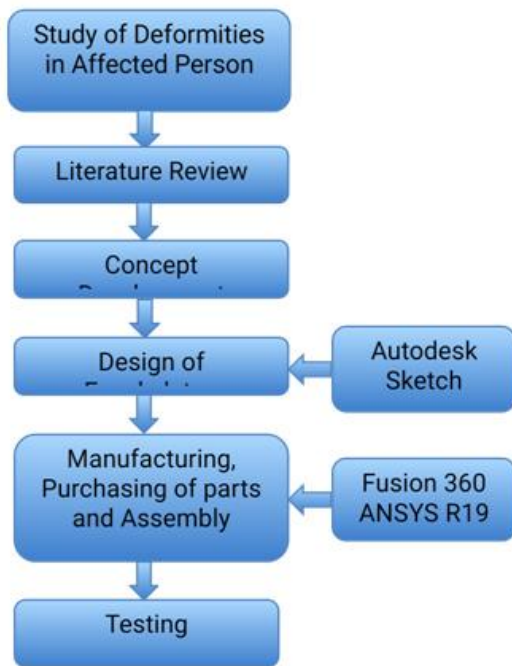 Study of Deformities
in Affected Person
Literature Review
Concept
Design of
Autodesk
Sketch
Manufacturing,
Purchasing of parts
and Assembly
Fusion 360
ANSYS R19
Testing